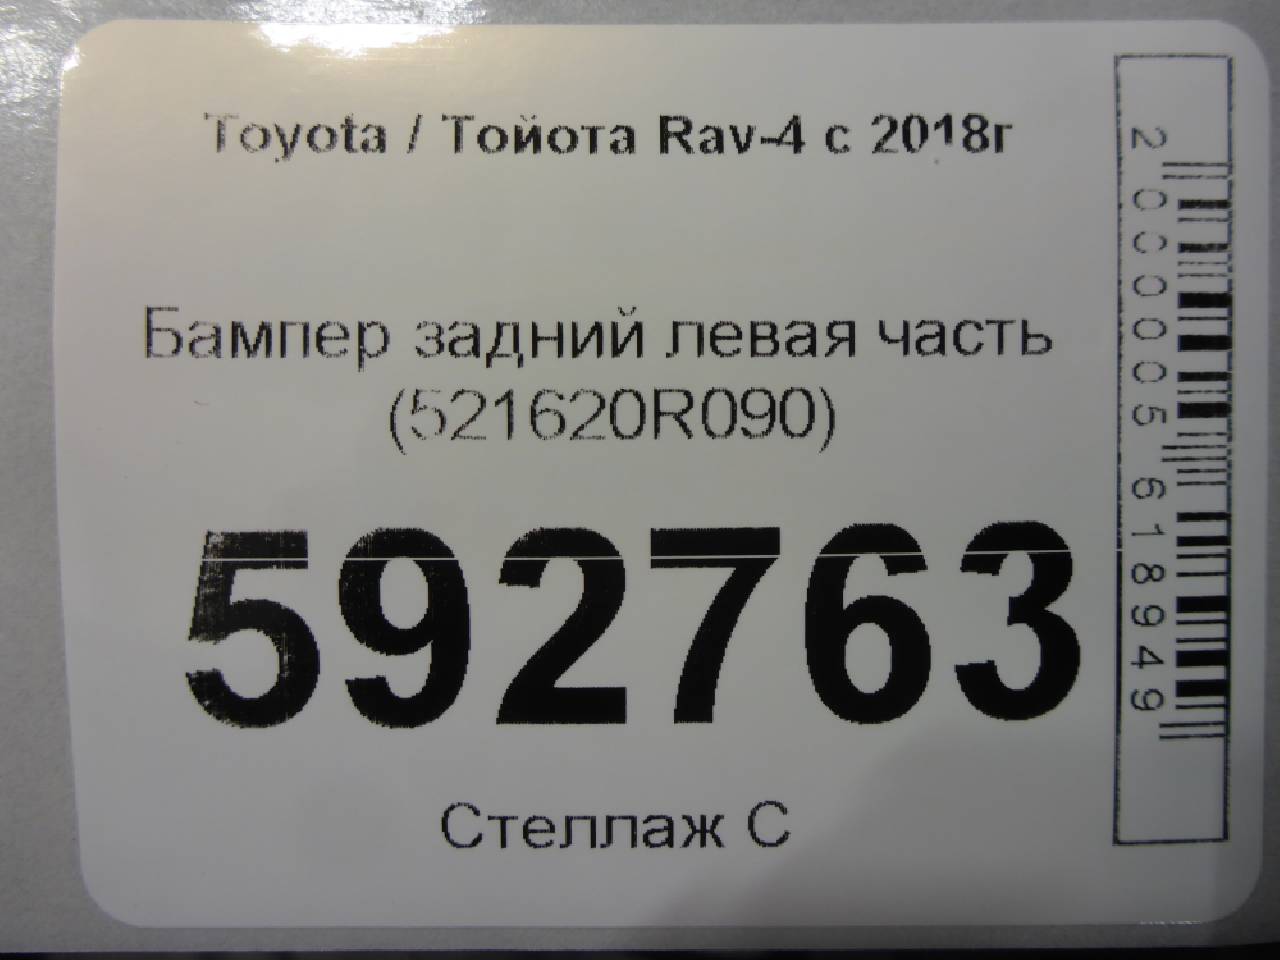 Toyota / Тойота Rav-4 с 2018г
Бампер задний левая часть
(521620R090)
592763
Стеллаж С
2000005618949